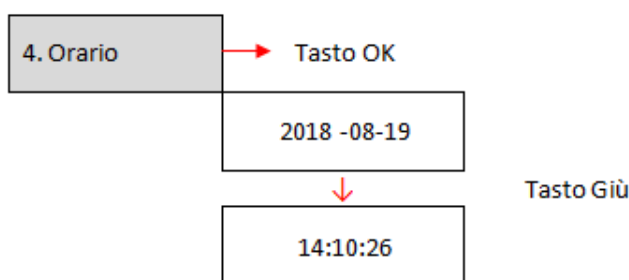 4. Orario
Tasto OK
2018 -08-19
Tasto Giù
14:10:26